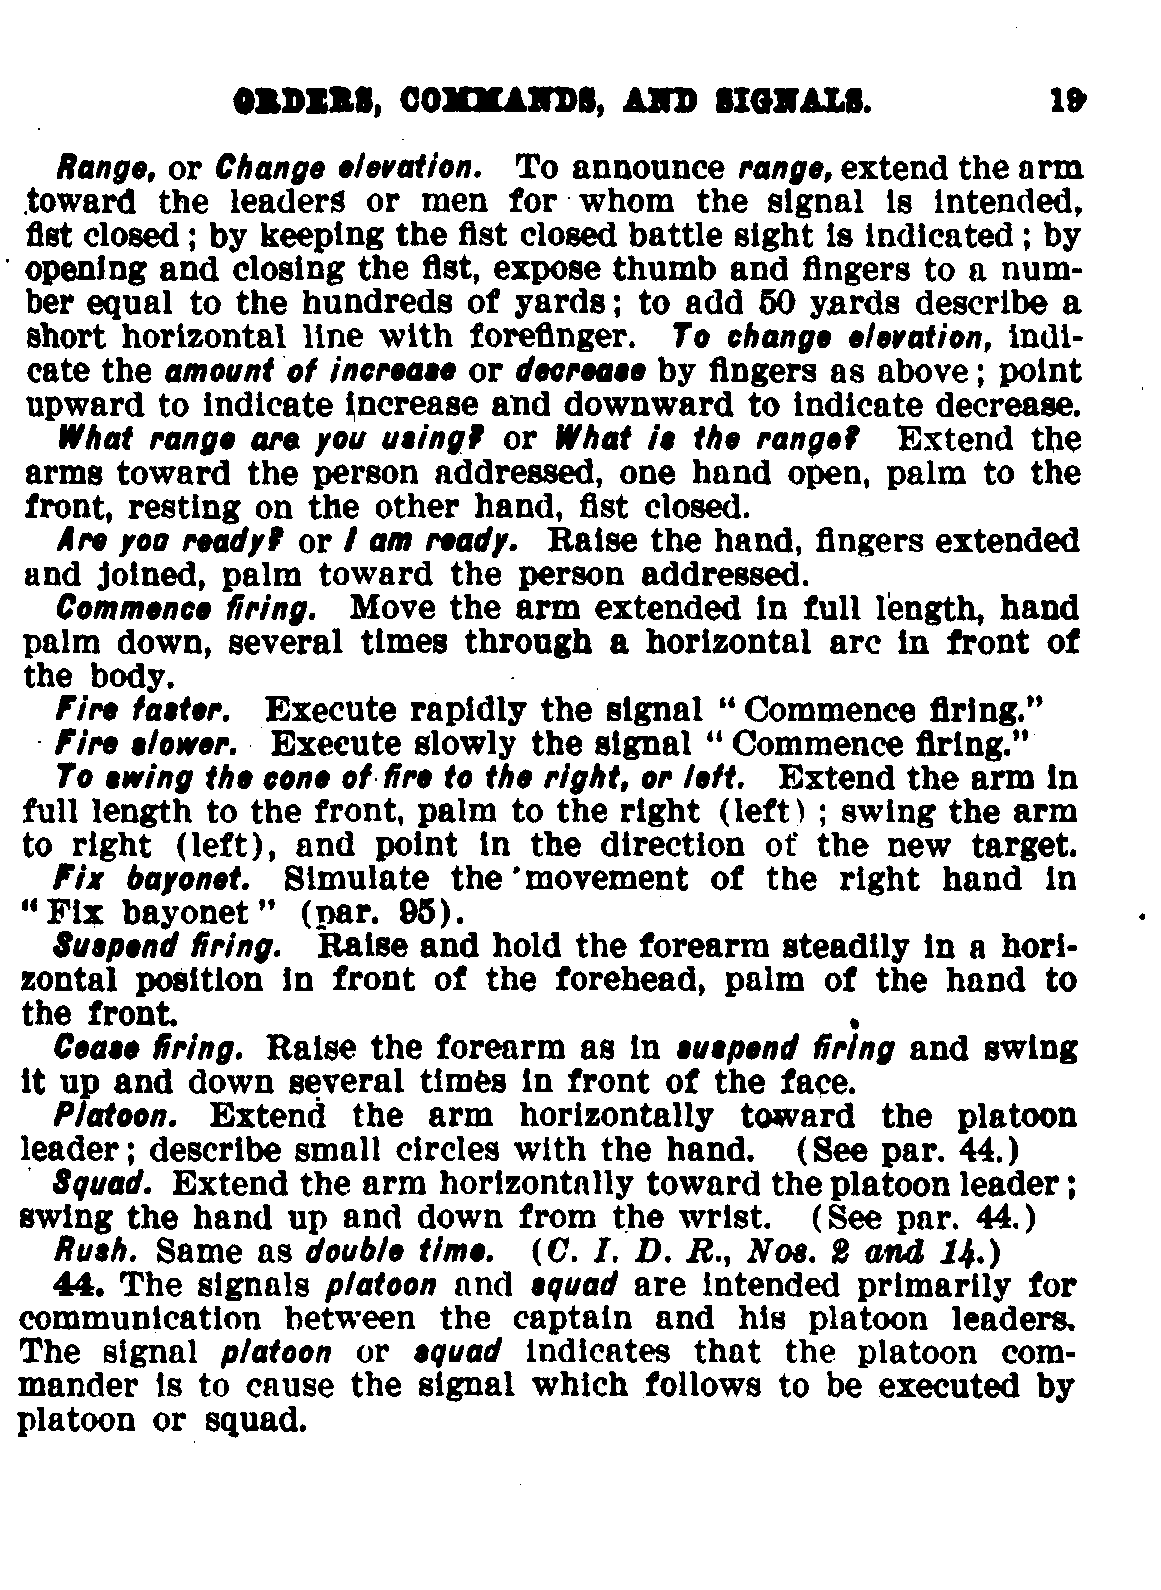 ORDERS, COMMANDS, AND SIGNALS. 19
Range, or Change elevation. To announce range, extend the arm
toward the leaders or men for whom the signal is intended,
fist closed; by keeping the fist closed battle sight is indicated; by
opening and closing the fist, expose thumb and fingers to a num-
ber equal to the hundreds of yards; to add 50 yards describe a
short horizontal line with forefinger. To change elevation, indi-
cate the amount of increase or decrease by fingers as above; point
upward to indicate increase and downward to indicate decrease.
What range are you using? or What is the range? Extend the
arms toward the person addressed, one hand open, palm to the
front, resting on the other hand, fist closed.
Are you ready? or I am ready. Raise the hand, fingers extended
and joined, palm toward the person addressed.
Commence firing. Move the arm extended in full length, hand
palm down, several times through a horizontal arc in front of
the body.
Fire faster. Execute rapidly the signal "Commence firing."
Fire slower. Execute slowly the signal "Commence firing."
To swing the cone of fire to the right, or left. Extend the arm in
full length to the front, palm to the right (left); swing the arm
to right (left), and point in the direction of the new target.
Fix bayonet. Simulate the movement of the right hand in
"Fix bayonet" (par. 95).
Suspend firing. Raise and hold the forearm steadily in a hori-
zontal position in front of the forehead, palm of the hand to
the front.
Cease firing. Raise the forearm as in suspend firing and swing
it up and down several times in front of the face.
Platoon. Extend the arm horizontally toward the platoon
leader; describe small circles with the hand. (See par. 44.)
Squad. Extend the arm horizontally toward the platoon leader;
swing the hand up and down from the wrist. (See par. 44.)
Rush. Same as double time. (C. I. D. R., Nos. 2 and 14.)
44. The signals platoon and squad are intended primarily for
communication between the captain and his platoon leaders.
The signal platoon or squad indicates that the platoon com-
mander is to cause the signal which follows to be executed by
platoon or squad.